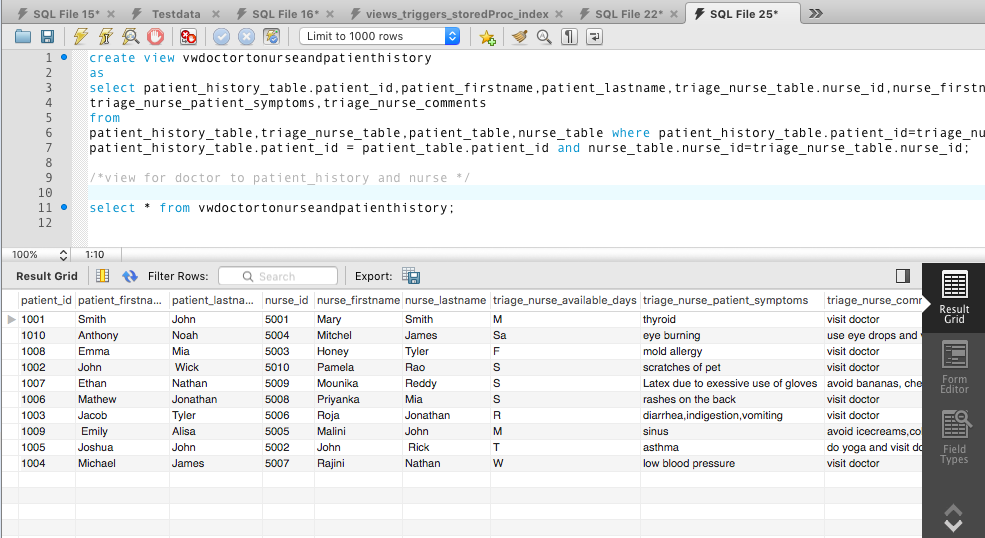 SQL File 15* Testdata SQL File 16* views_triggers_storedProc_index SQL File 22* SQL File 25*
Limit to 1000 rows
1 create view vwdoctortonurseandpatienthistory
2 as
3 select patient_history_table.patient_id,patient_firstname,patient_lastname,triage_nurse_table.nurse_id,nurse_firstn
4 triage_nurse_patient_symptoms,triage_nurse_comments
5 from
6 patient_history_table,triage_nurse_table,patient_table,nurse_table where patient_history_table.patient_id=triage_nu
7 patient_history_table.patient_id = patient_table.patient_id and nurse_table.nurse_id=triage_nurse_table.nurse_id;
8
9 /*view for doctor to patient_history and nurse */
10
11 select * from vwdoctortonurseandpatienthistory;
12
100% 1:10
Result Grid Filter Rows: Search Export:
patient_id patient_firstna... patient_lastna... nurse_id nurse_firstname nurse_lastname triage_nurse_available_days triage_nurse_patient_symptoms triage_nurse_comm
1001 Smith John 5001 Mary Smith M thyroid visit doctor
1010 Anthony Noah 5004 Mitchel James Sa eye burning use eye drops and v
1008 Emma Mia 5003 Honey Tyler F mold allergy visit doctor
1002 John Wick 5010 Pamela Rao S scratches of pet visit doctor
1007 Ethan Nathan 5009 Mounika Reddy S Latex due to exessive use of gloves avoid bananas, che
1006 Mathew Jonathan 5008 Priyanka Mia S rashes on the back visit doctor
1003 Jacob Tyler 5006 Roja Jonathan R diarrhea,indigestion,vomiting visit doctor
1009 Emily Alisa 5005 Malini John M sinus avoid icecreams,co
1005 Joshua John 5002 John Rick T asthma do yoga and visit do
1004 Michael James 5007 Rajini Nathan W low blood pressure visit doctor
Result
Grid
Form
Editor
Field
Types